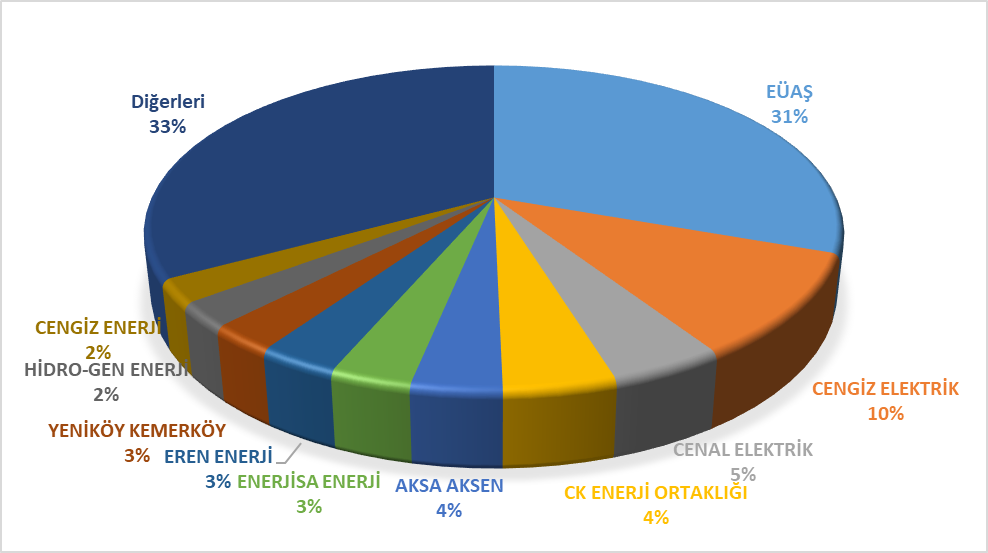 Diğerleri
33%
EÜAŞ
31%
CENGİZ ELEKTRİK
10%
CENAL ELEKTRİK
5%
CK ENERJİ ORTAKLIĞI
4%
AKSA AKSEN
4%
ENERJİSA ENERJİ
3%
EREN ENERJİ
3%
YENİKÖY KEMERKÖY
3%
HİDRO-GEN ENERJİ
2%
CENGİZ ENERJİ
2%